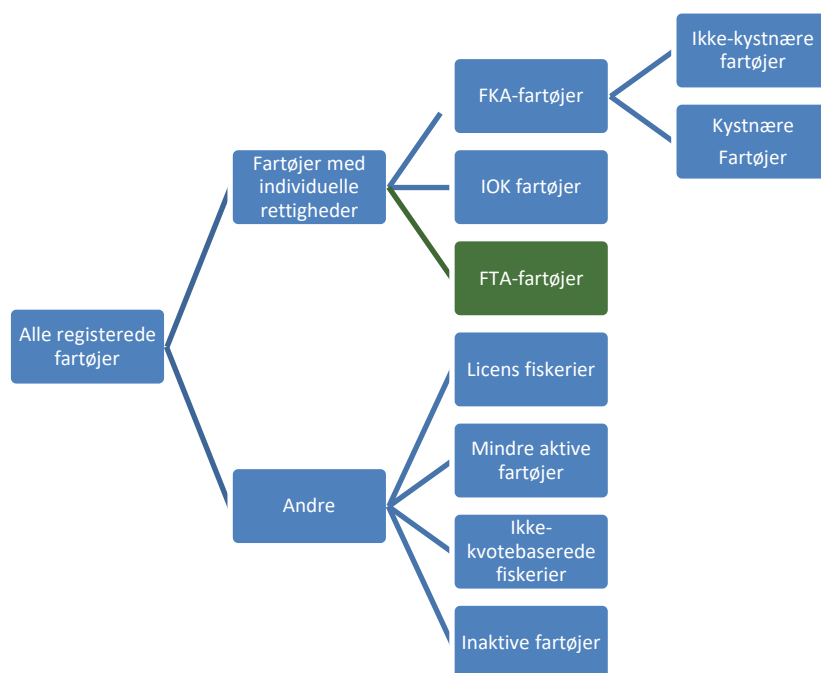 Alle registerede
fartøjer
Fartøjer med
individuelle
rettigheder
FKA-fartøjer
Ikke-kystnære
fartøjer
Kystnære
Fartøjer
IOK fartøjer
FTA-fartøjer
Andre
Licens fiskerier
Mindre aktive
fartøjer
Ikke-
kvotebaserede
fiskerier
Inaktive fartøjer